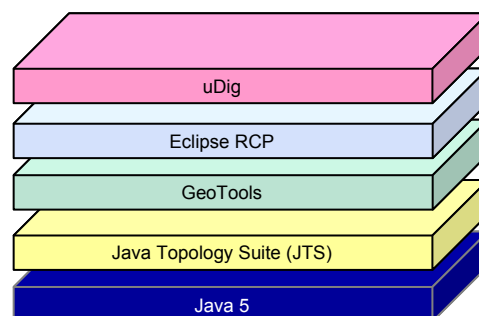 uDig
Eclipse RCP
GeoTools
Java Topology Suite (JTS)
Java 5